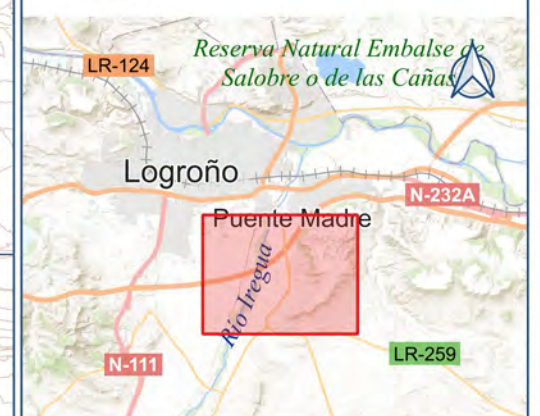 Reserva Natural Embalse de
Salobre o de las Cañas
LR-124
Logroño
N-232A
Puente Madre
Río Iregua
LR-259
N-111